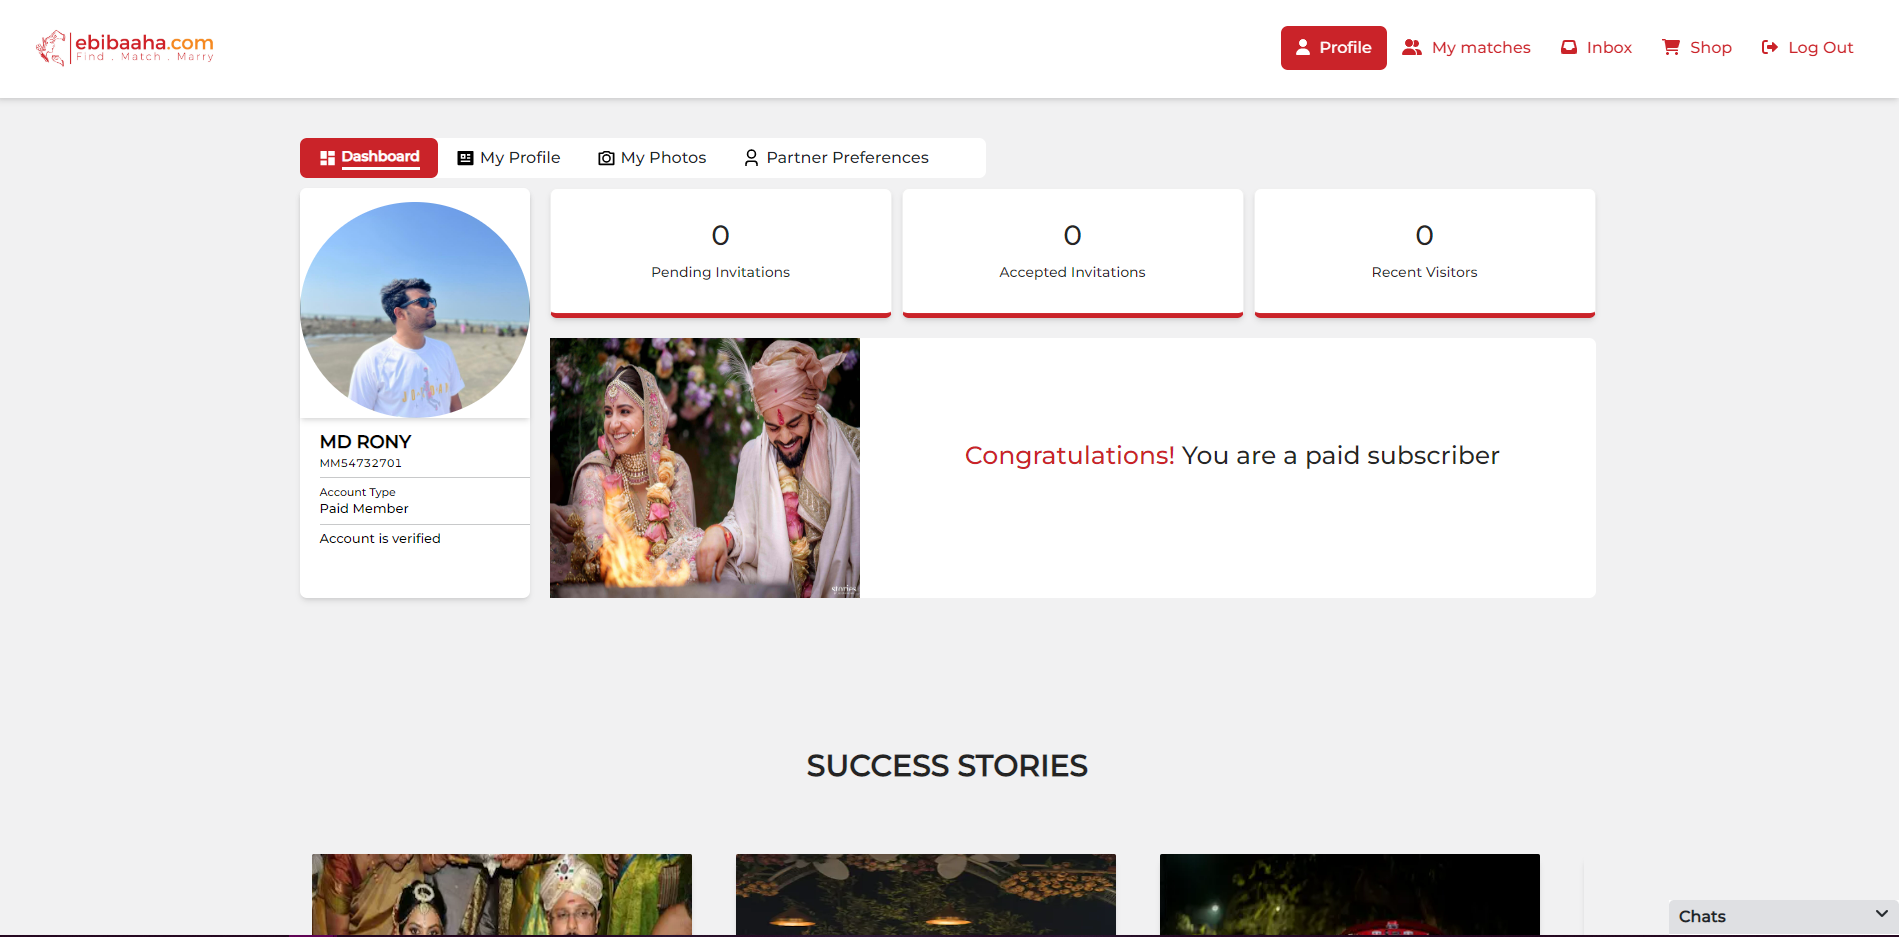 ebibaaha.com
Find . Match . Marry
Profile
My matches
Inbox
Shop
Log Out
Dashboard
My Profile
My Photos
Partner Preferences
0
Pending Invitations
0
Accepted Invitations
0
Recent Visitors
MD RONY
MM54732701
Account Type
Paid Member
Account is verified
stories
Congratulations! You are a paid subscriber
SUCCESS STORIES
Chats